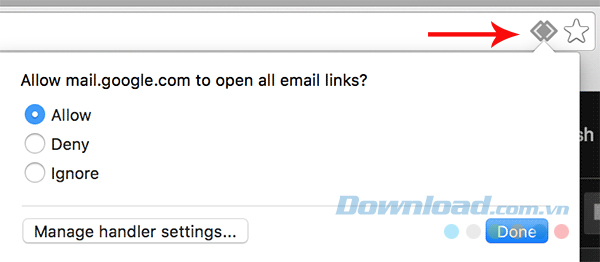 Allow mail.google.com to open all email links?
Allow
Deny
sh
Ignore
Download.com.vn
Manage handler settings...
Done